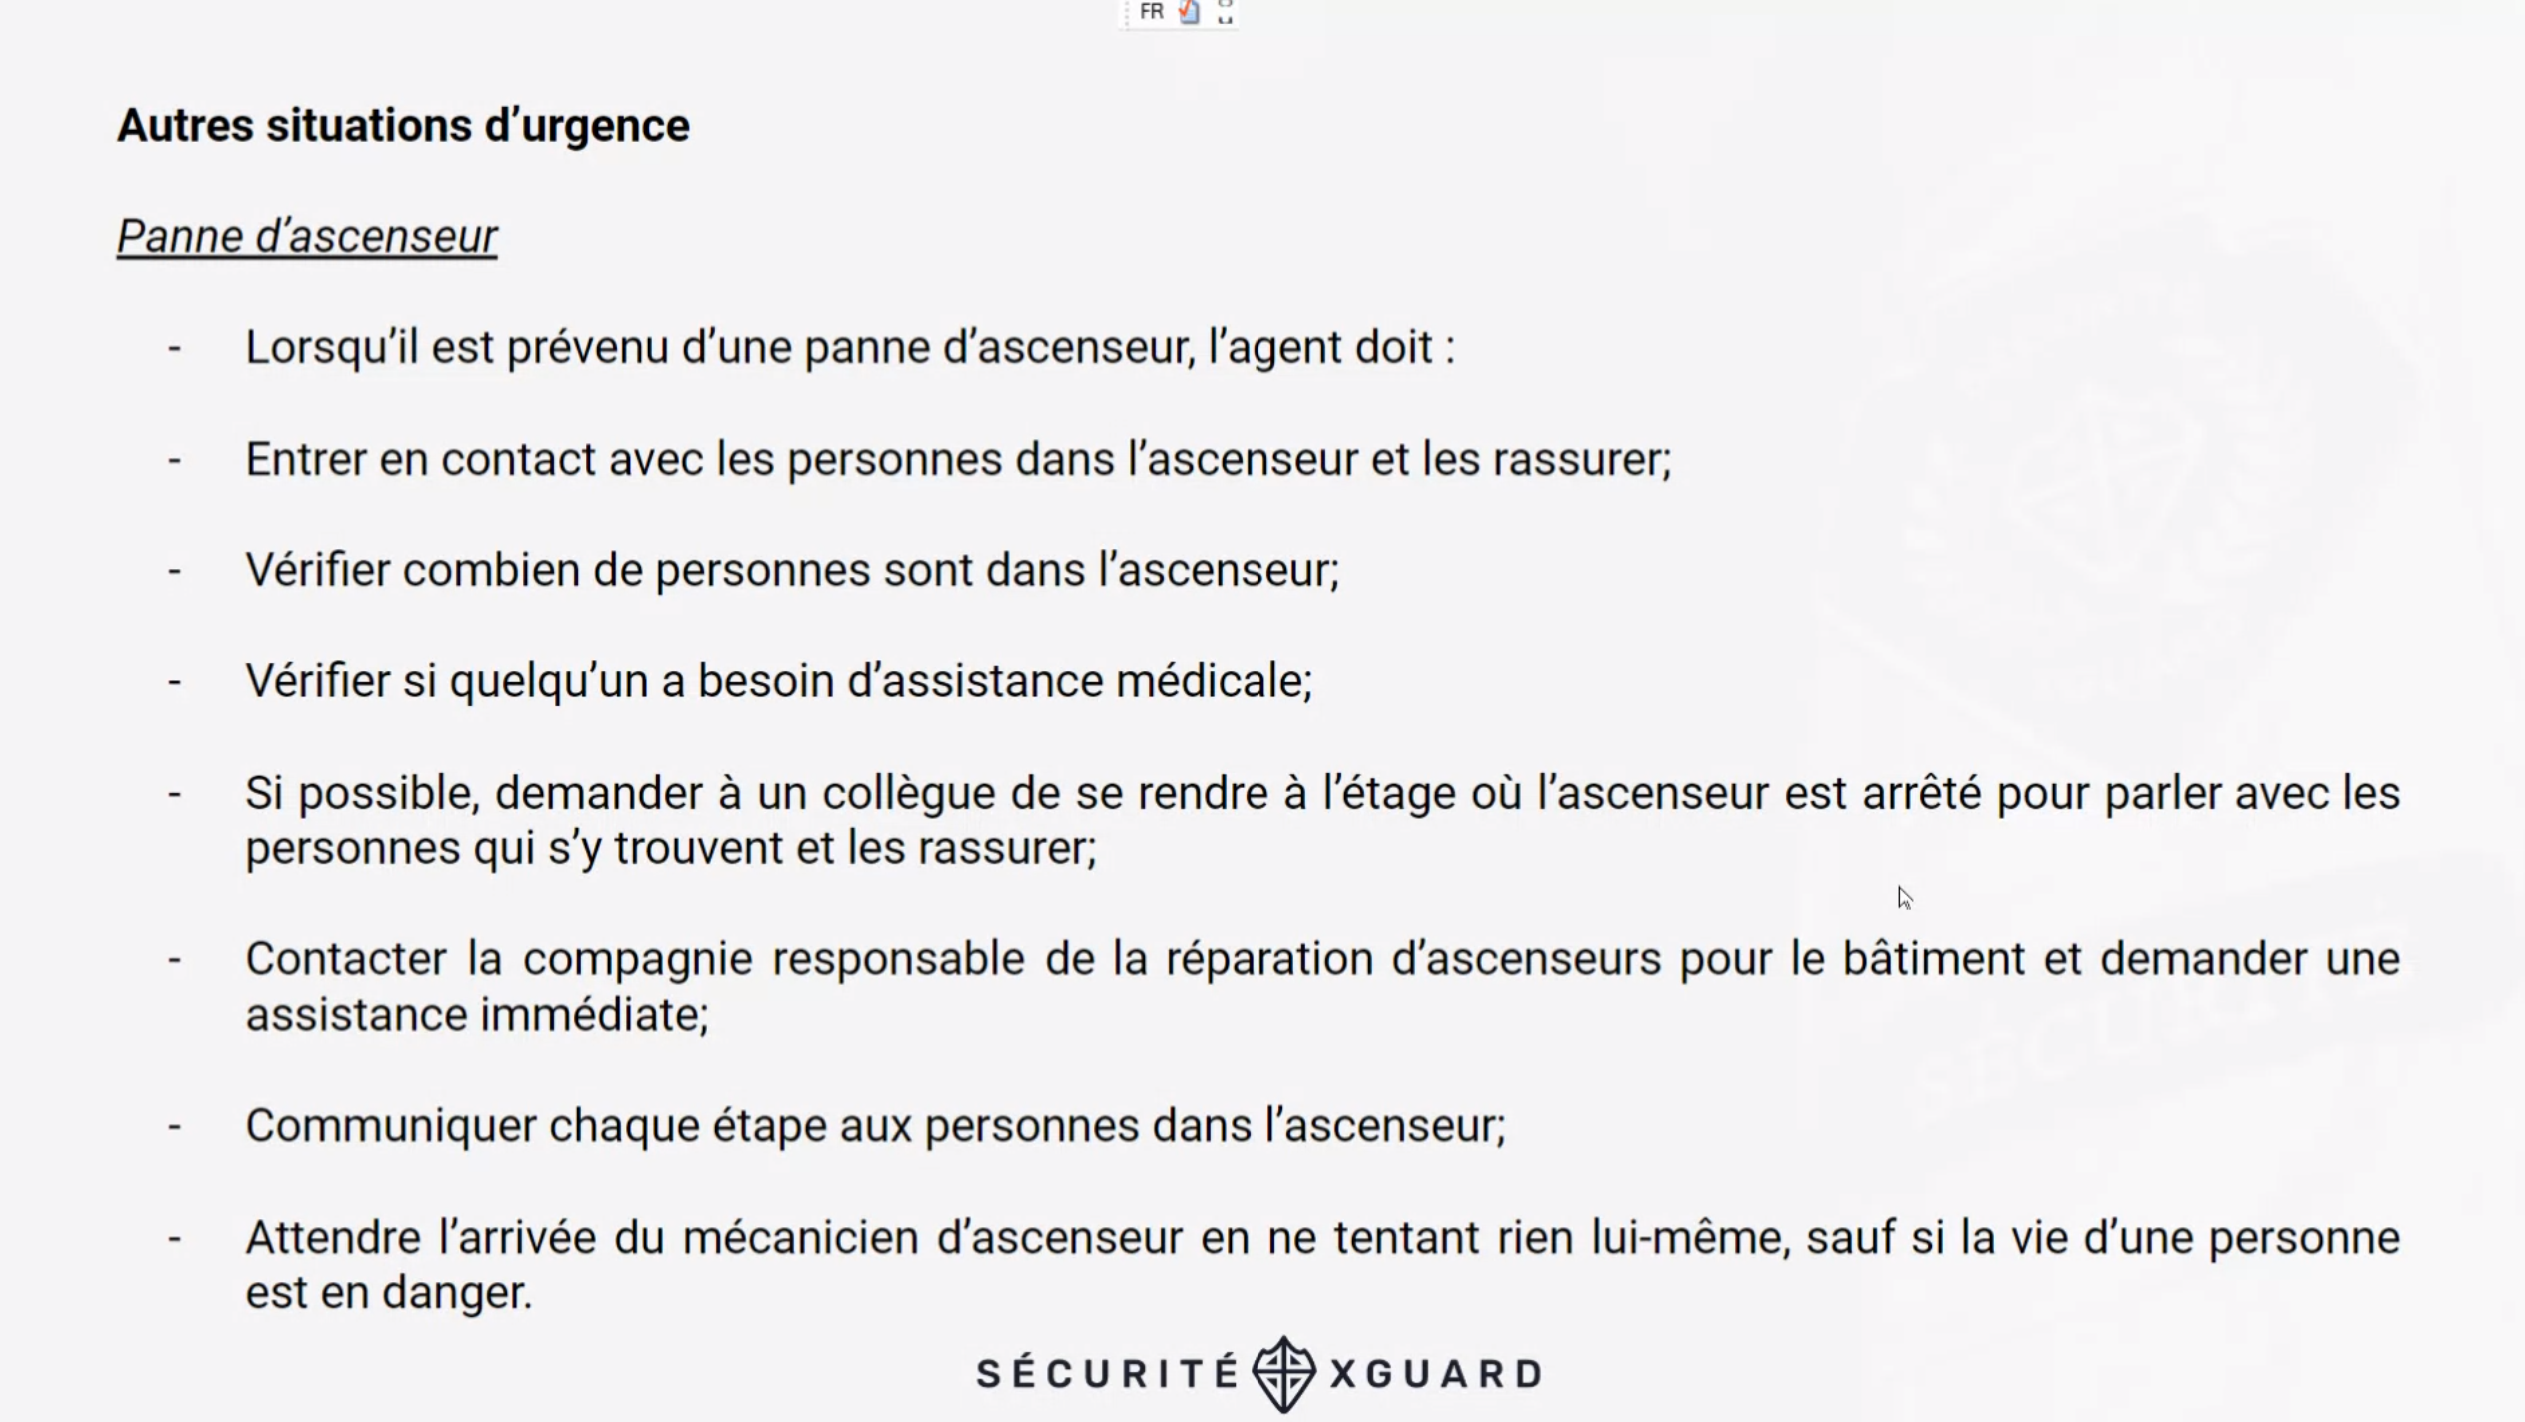 FR
Autres situations d’urgence
Panne d’ascenseur
- Lorsqu’il est prévenu d’une panne d’ascenseur, l’agent doit :
- Entrer en contact avec les personnes dans l’ascenseur et les rassurer;
- Vérifier combien de personnes sont dans l’ascenseur;
- Vérifier si quelqu’un a besoin d’assistance médicale;
- Si possible, demander à un collègue de se rendre à l’étage où l’ascenseur est arrêté pour parler avec les
personnes qui s’y trouvent et les rassurer;
- Contacter la compagnie responsable de la réparation d’ascenseurs pour le bâtiment et demander une
assistance immédiate;
- Communiquer chaque étape aux personnes dans l’ascenseur;
- Attendre l’arrivée du mécanicien d’ascenseur en ne tentant rien lui-même, sauf si la vie d’une personne
est en danger.
SÉCURITÉ XGUARD